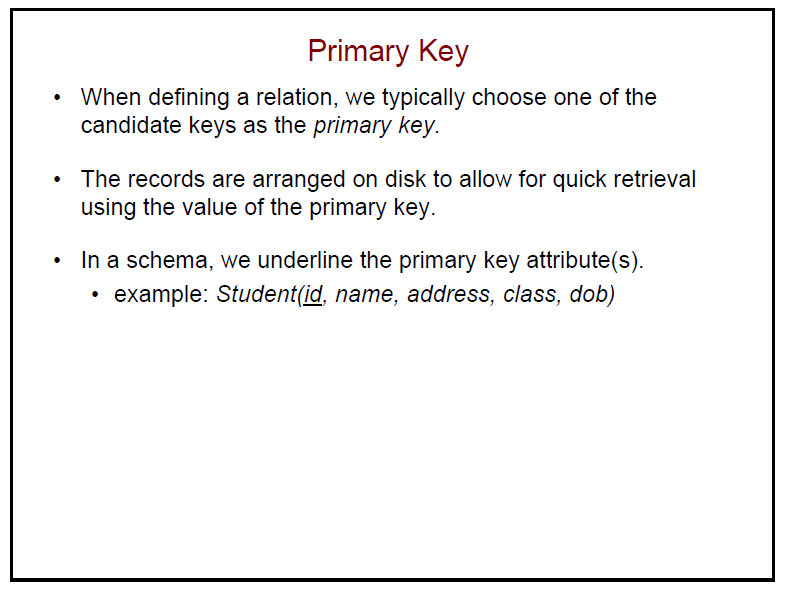 Primary Key
• When defining a relation, we typically choose one of the
candidate keys as the primary key.
• The records are arranged on disk to allow for quick retrieval
using the value of the primary key.
• In a schema, we underline the primary key attribute(s).
• example: Student(id, name, address, class, dob)